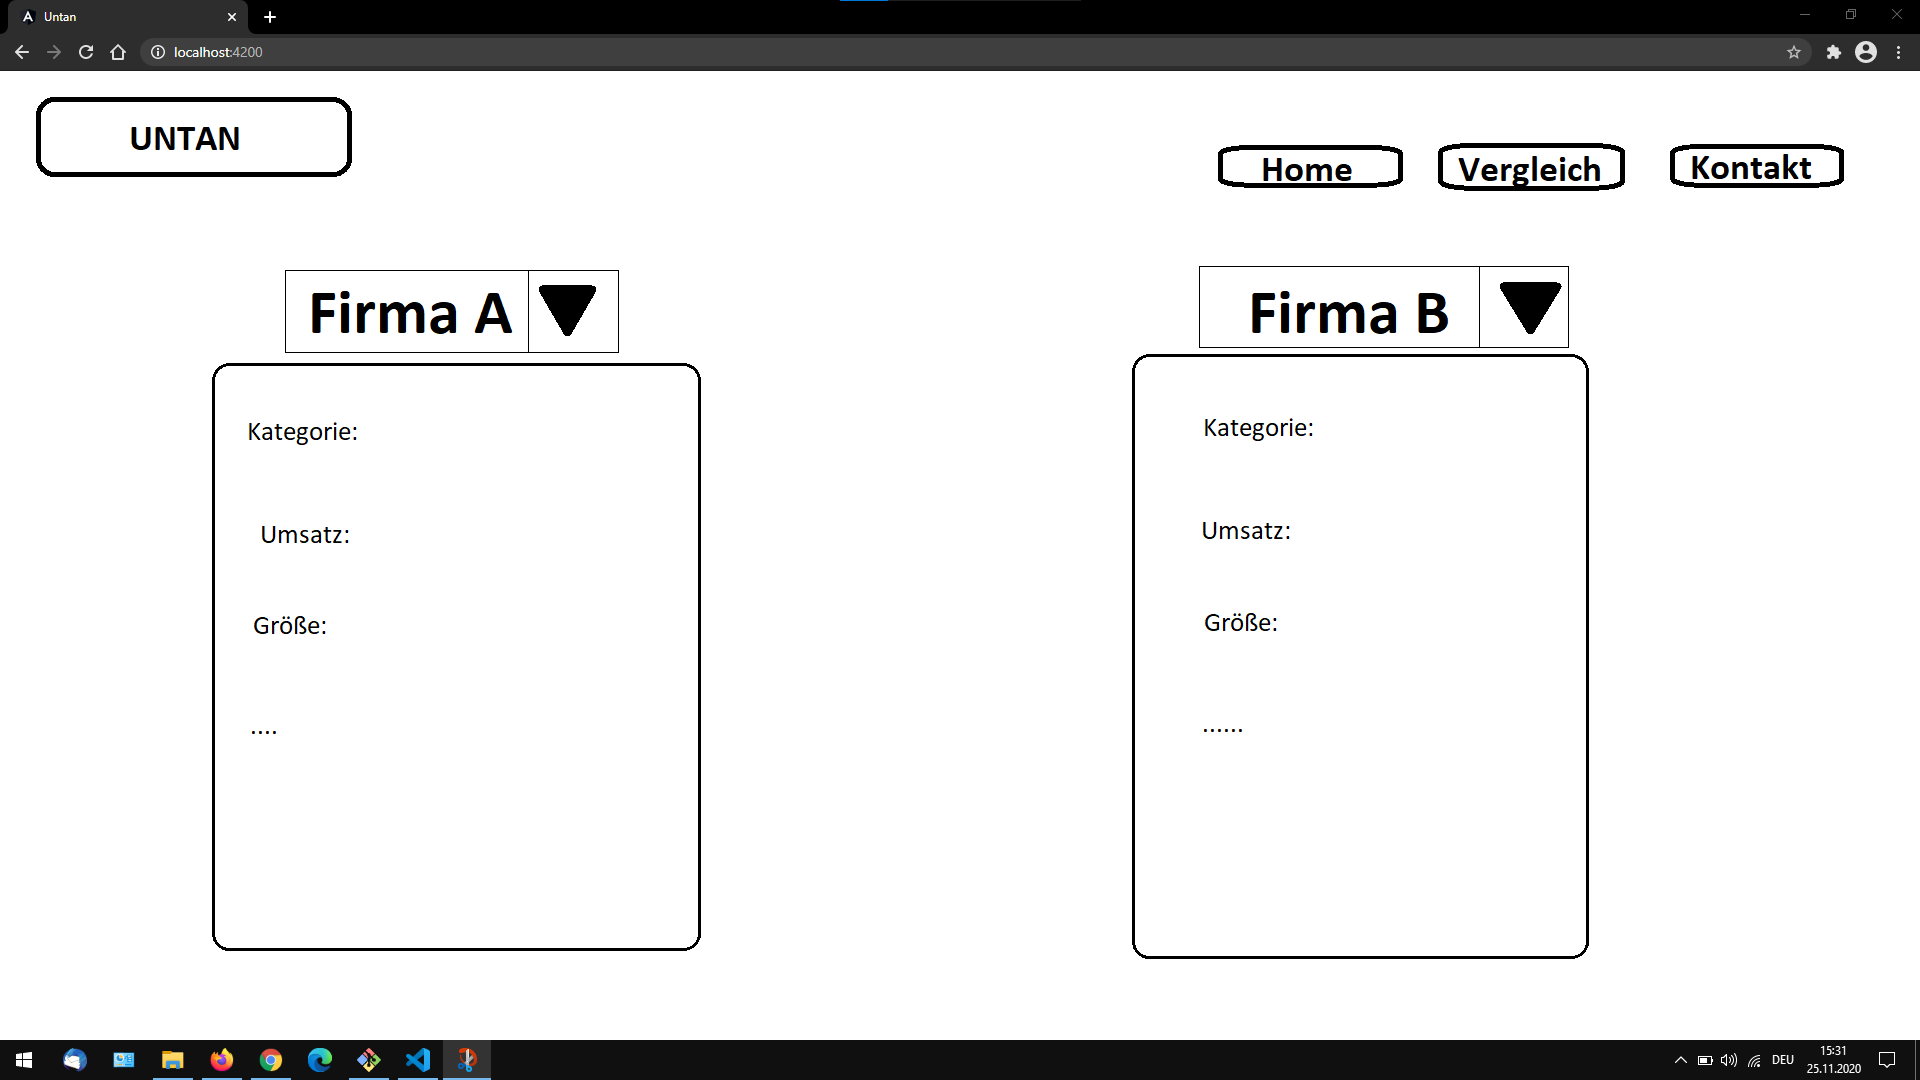 Untan
localhost:4200
UNTAN
Home Vergleich Kontakt
Firma A
Firma B
Kategorie:
Umsatz:
Größe:
....
Kategorie:
Umsatz:
Größe:
......
DEU
15:31
25.11.2020